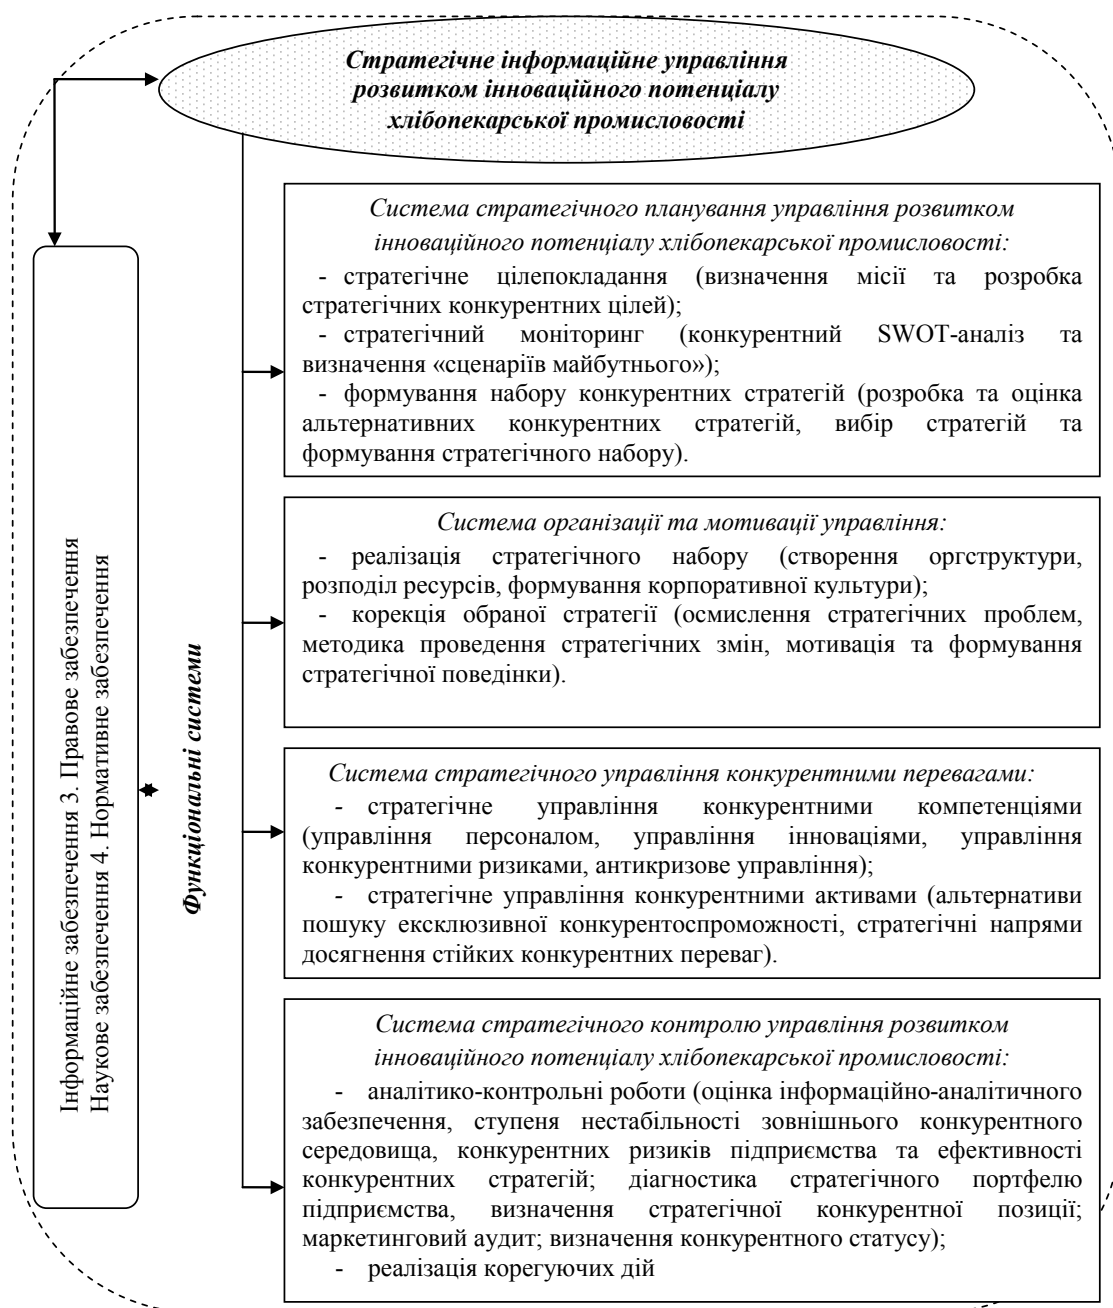 Стратегічне інформаційне управління
розвитком інноваційного потенціалу
хлібопекарської промисловості
Система стратегічного планування управління розвитком
інноваційного потенціалу хлібопекарської промисловості:
- стратегічне цілепокладання (визначення місії та розробка
стратегічних конкурентних цілей);
- стратегічний моніторинг (конкурентний SWOT-аналіз та
визначення «сценаріїв майбутнього»);
- формування набору конкурентних стратегій (розробка та оцінка
альтернативних конкурентних стратегій, вибір стратегій та
формування стратегічного набору).
Система організації та мотивації управління:
- реалізація стратегічного набору (створення оргструктури,
розподіл ресурсів, формування корпоративної культури);
- корекція обраної стратегії (осмислення стратегічних проблем,
методика проведення стратегічних змін, мотивація та формування
стратегічної поведінки).
Інформаційне забезпечення 3. Правове забезпечення
Наукове забезпечення 4. Нормативне забезпечення
Функціональні системи
Система стратегічного управління конкурентними перевагами:
- стратегічне управління конкурентними компетенціями
(управління персоналом, управління інноваціями, управління
конкурентними ризиками, антикризове управління);
- стратегічне управління конкурентними активами (альтернативи
пошуку ексклюзивної конкурентоспроможності, стратегічні напрями
досягнення стійких конкурентних переваг).
Система стратегічного контролю управління розвитком
інноваційного потенціалу хлібопекарської промисловості:
- аналітико-контрольні роботи (оцінка інформаційно-аналітичного
забезпечення, ступеня нестабільності зовнішнього конкурентного
середовища, конкурентних ризиків підприємства та ефективності
конкурентних стратегій; діагностика стратегічного портфелю
підприємства, визначення стратегічної конкурентної позиції;
маркетинговий аудит; визначення конкурентного статусу);
- реалізація корегуючих дій